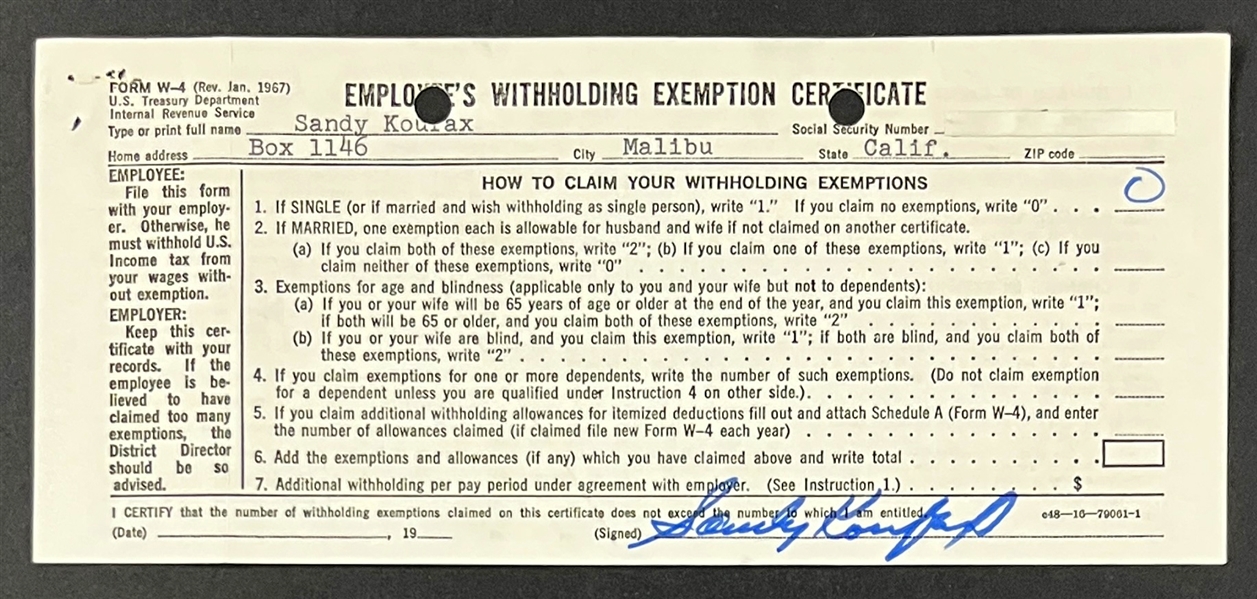 FORM W-4 (Rev. Jan. 1967)
U.S. Treasury Department
Internal Revenue Service
EMPLOYEE'S WITHHOLDING EXEMPTION CERTIFICATE
Type or print full name Sandy Koufax Social Security Number
Home address Box 1146 City Malibu State Calif. ZIP code
EMPLOYEE:
File this form
with your employ-
er. Otherwise, he
must withhold U.S.
Income tax from
your wages with-
out exemption.
EMPLOYER:
Keep this cer-
tificate with your
records. If the
employee is be-
lieved to have
claimed too many
exemptions, the
District Director
should be so
advised.
HOW TO CLAIM YOUR WITHHOLDING EXEMPTIONS
1. If SINGLE (or if married and wish withholding as single person), write "1." If you claim no exemptions, write "0" . . . 0
2. If MARRIED, one exemption each is allowable for husband and wife if not claimed on another certificate.
(a) If you claim both of these exemptions, write "2"; (b) If you claim one of these exemptions, write "1"; (c) If you
claim neither of these exemptions, write "0"
3. Exemptions for age and blindness (applicable only to you and your wife but not to dependents):
(a) If you or your wife will be 65 years of age or older at the end of the year, and you claim this exemption, write "1";
if both will be 65 or older, and you claim both of these exemptions, write "2"
(b) If you or your wife are blind, and you claim this exemption, write "1"; if both are blind, and you claim both of
these exemptions, write "2"
4. If you claim exemptions for one or more dependents, write the number of such exemptions. (Do not claim exemption
for a dependent unless you are qualified under Instruction 4 on other side.)
5. If you claim additional withholding allowances for itemized deductions fill out and attach Schedule A (Form W-4), and enter
the number of allowances claimed (if claimed file new Form W-4 each year)
6. Add the exemptions and allowances (if any) which you have claimed above and write total
7. Additional withholding per pay period under agreement with employer. (See Instruction 1.) $
I CERTIFY that the number of withholding exemptions claimed on this certificate does not exceed the number to which I am entitled. c48-16-79061-1
(Date) , 19 (Signed) Sandy Koufax